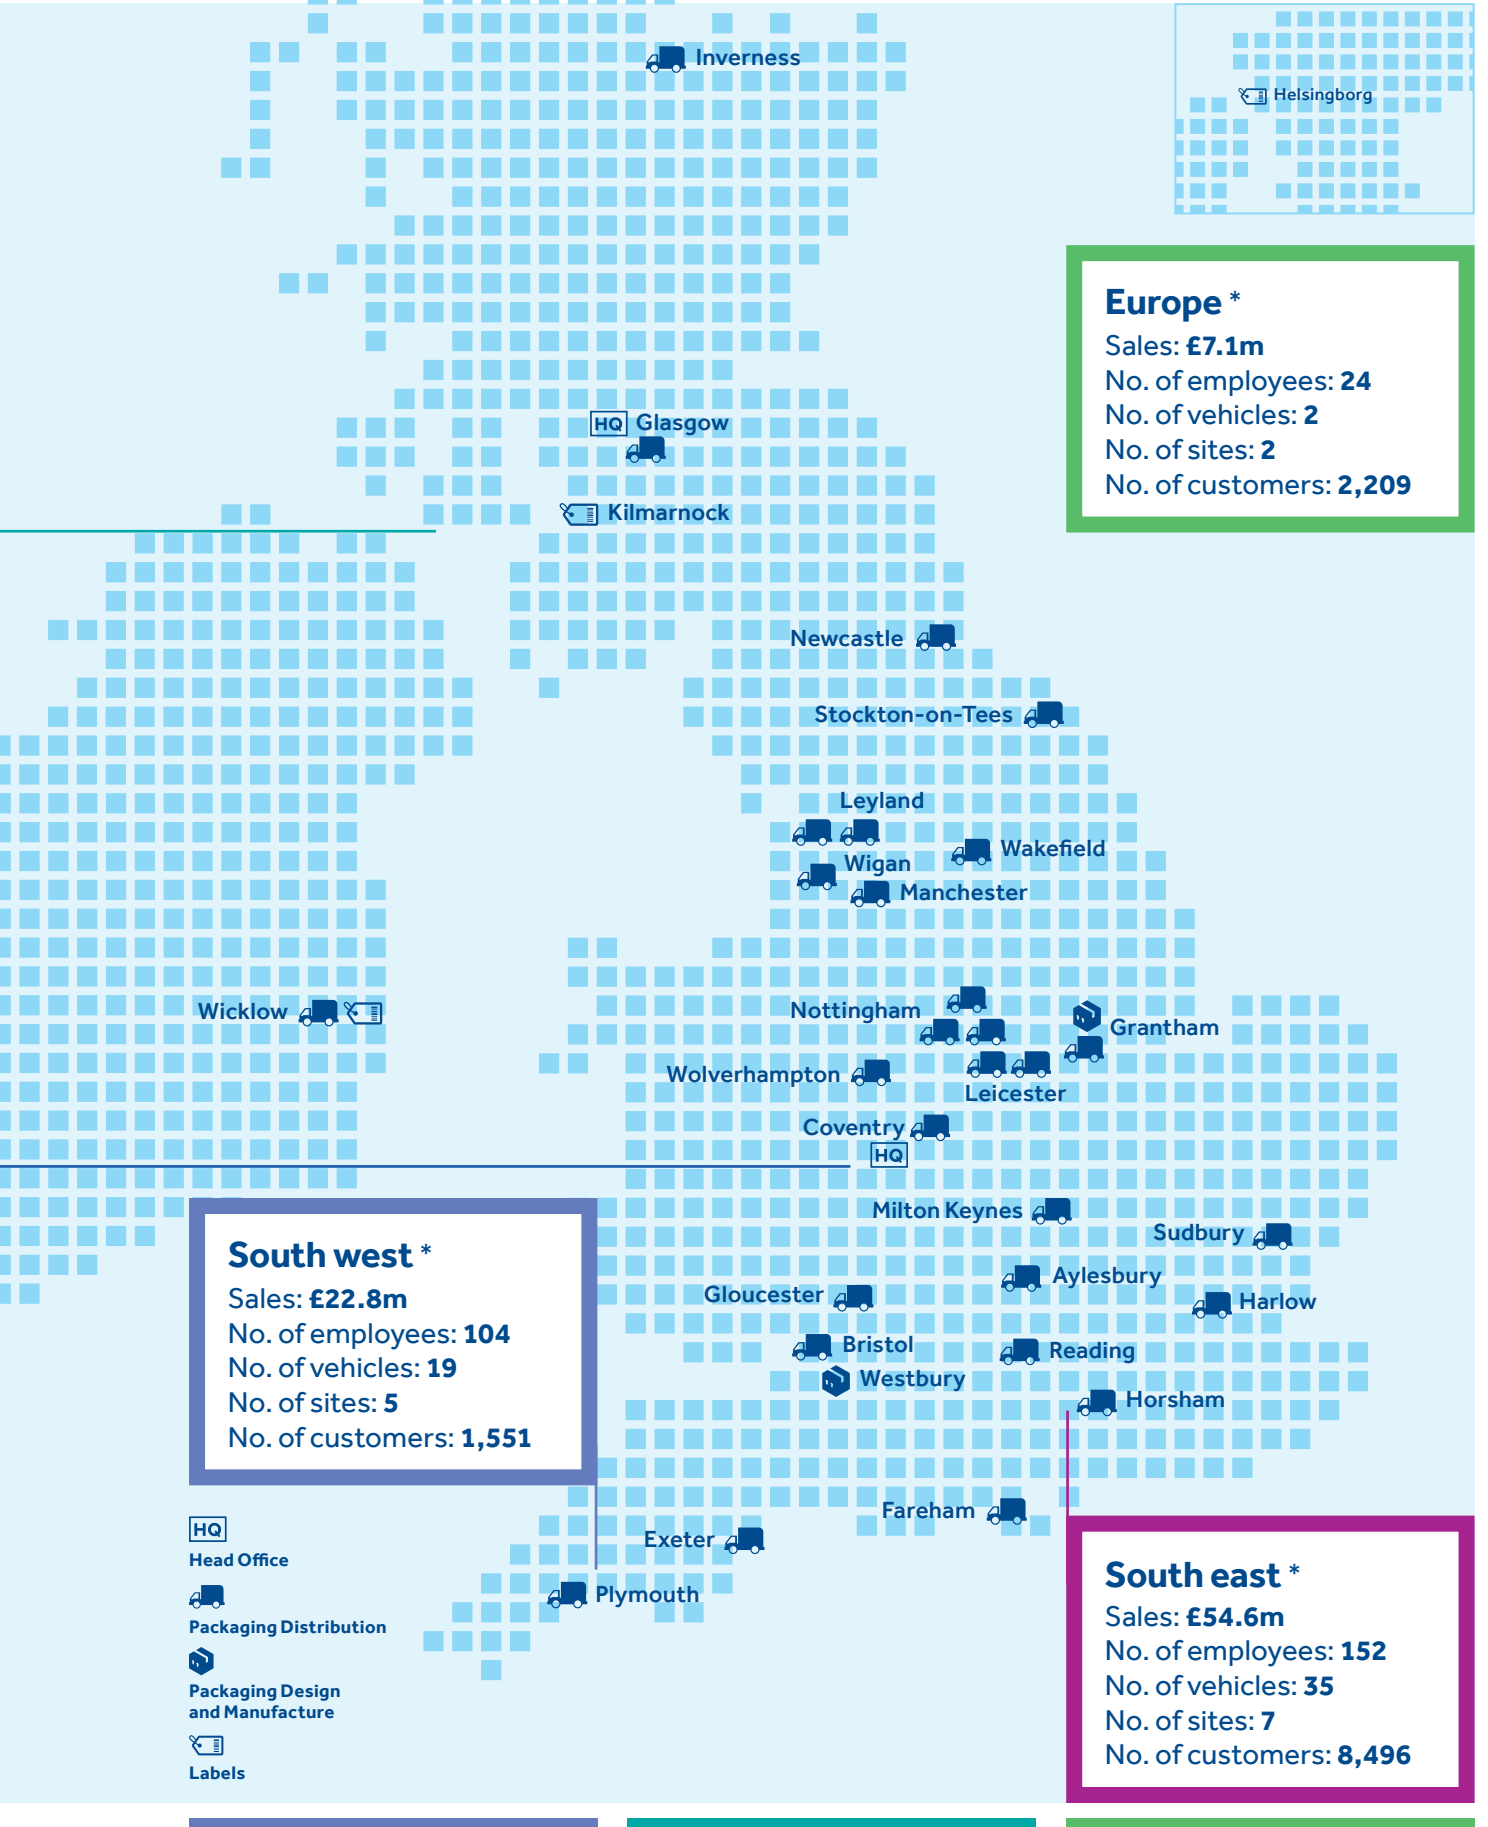 Inverness
Helsingborg
Europe *
Sales: £7.1m
No. of employees: 24
No. of vehicles: 2
No. of sites: 2
No. of customers: 2,209
HQ Glasgow
Kilmarnock
Newcastle
Stockton-on-Tees
Leyland
Wakefield
Wigan
Manchester
Wicklow
Nottingham
Grantham
Wolverhampton
Leicester
Coventry
HQ
Milton Keynes
Sudbury
Aylesbury
Gloucester
Harlow
Bristol
Reading
Westbury
Horsham
Fareham
Exeter
Plymouth
South west *
Sales: £22.8m
No. of employees: 104
No. of vehicles: 19
No. of sites: 5
No. of customers: 1,551
HQ
Head Office
Packaging Distribution
Packaging Design
and Manufacture
Labels
South east *
Sales: £54.6m
No. of employees: 152
No. of vehicles: 35
No. of sites: 7
No. of customers: 8,496